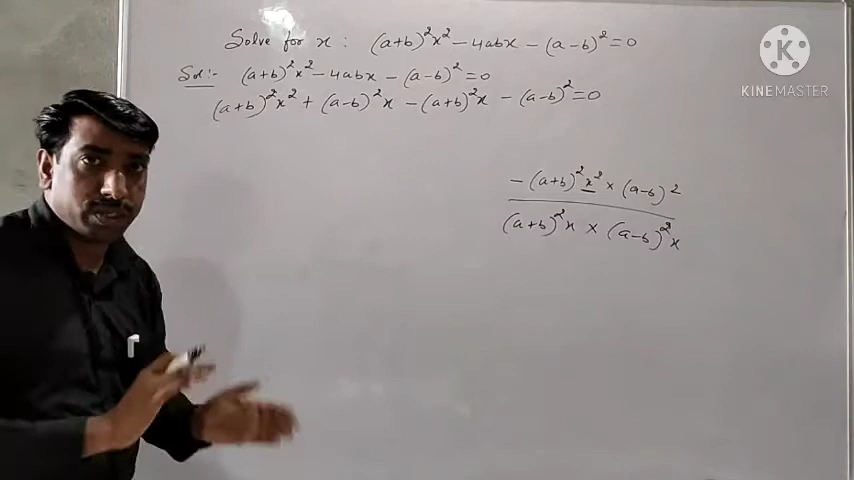 Solve for x : (a+b)²x² - 4abx - (a-b)² = 0
Sol:- (a+b)²x² - 4abx - (a-b)² = 0
(a+b)²x² + (a-b)²x - (a+b)²x - (a-b)² = 0
- (a+b)²x² × (a-b)²
(a+b)²x × (a-b)²x
KINEMASTER